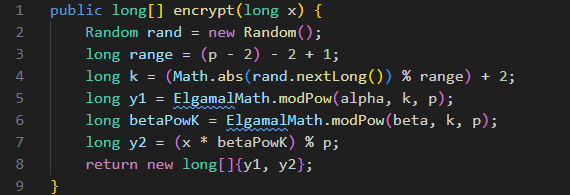 1 public long[] encrypt(long x) {
2 Random rand = new Random();
3 long range = (p - 2) - 2 + 1;
4 long k = (Math.abs(rand.nextLong()) % range) + 2;
5 long y1 = ElgamalMath.modPow(alpha, k, p);
6 long betaPowK = ElgamalMath.modPow(beta, k, p);
7 long y2 = (x * betaPowK) % p;
8 return new long[]{y1, y2};
9 }